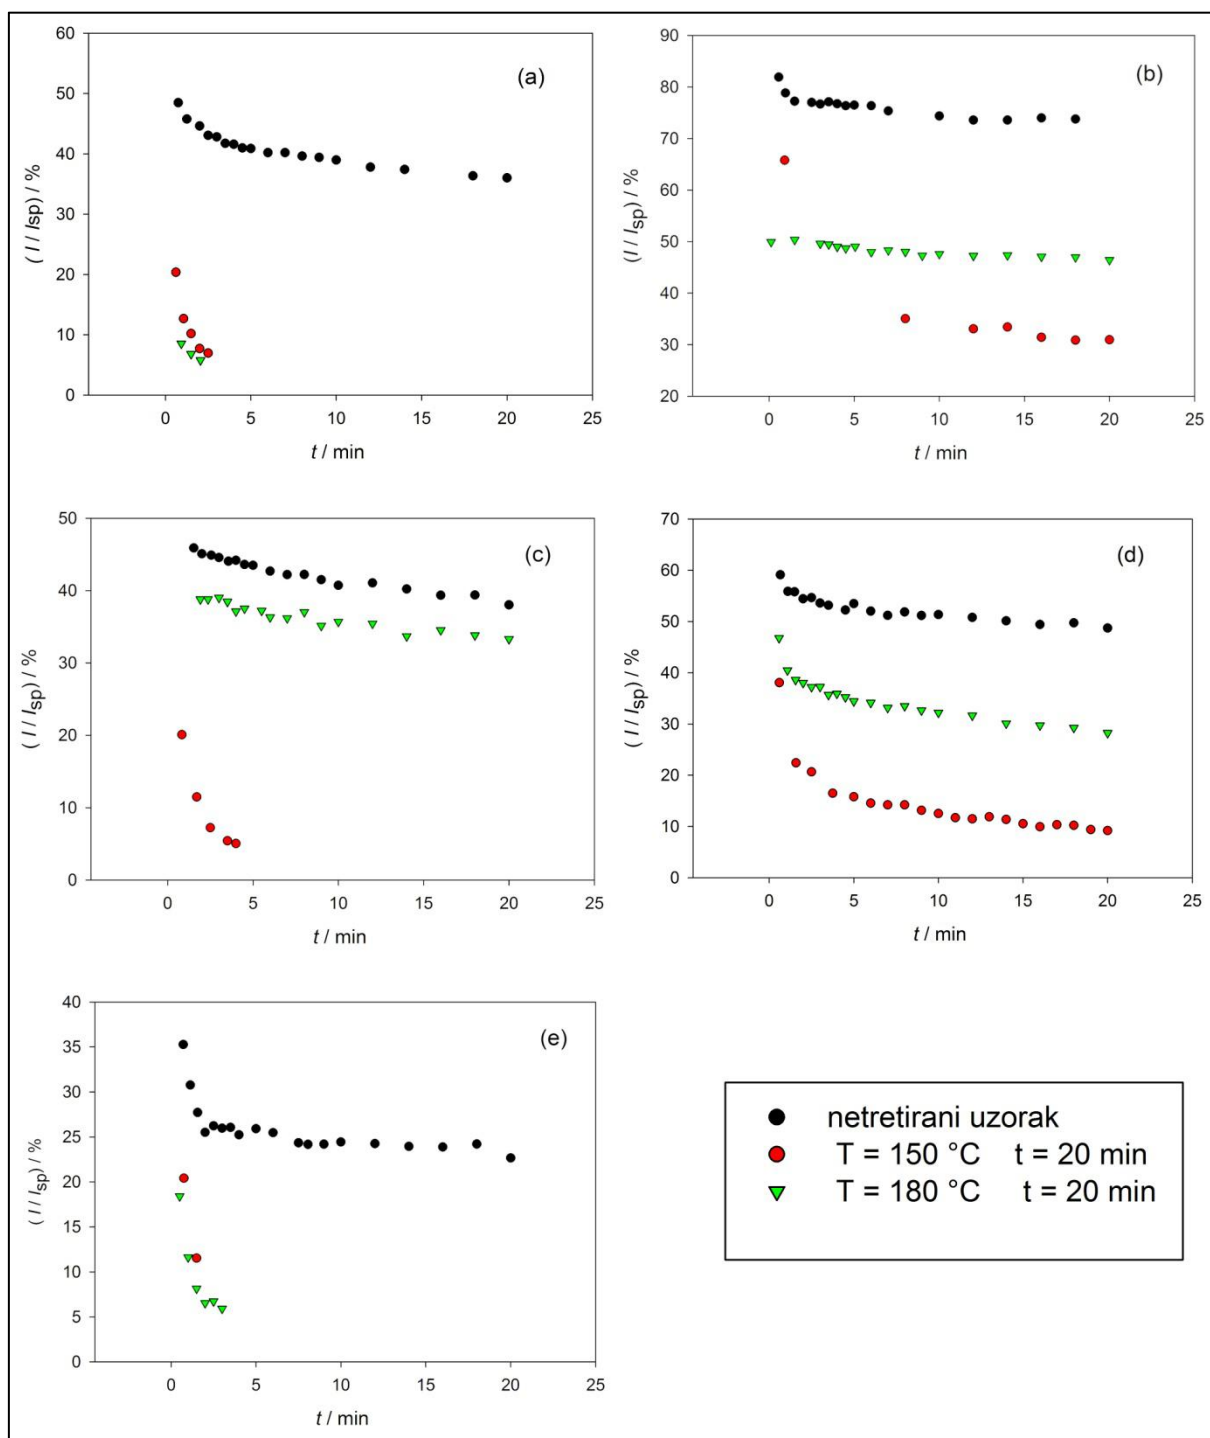 (a)
( I / Isp) / %
60
50
40
30
20
10
0
0 5 10 15 20 25
t / min
(b)
(I / Isp) / %
90
80
70
60
50
40
30
20
0 5 10 15 20 25
t / min
(c)
( I / Isp) / %
50
40
30
20
10
0
0 5 10 15 20 25
t / min
(d)
( I / Isp) / %
70
60
50
40
30
20
10
0
0 5 10 15 20 25
t / min
(e)
( I / Isp) / %
40
35
30
25
20
15
10
5
0
0 5 10 15 20 25
t / min
netretirani uzorak
T = 150 °C t = 20 min
T = 180 °C t = 20 min